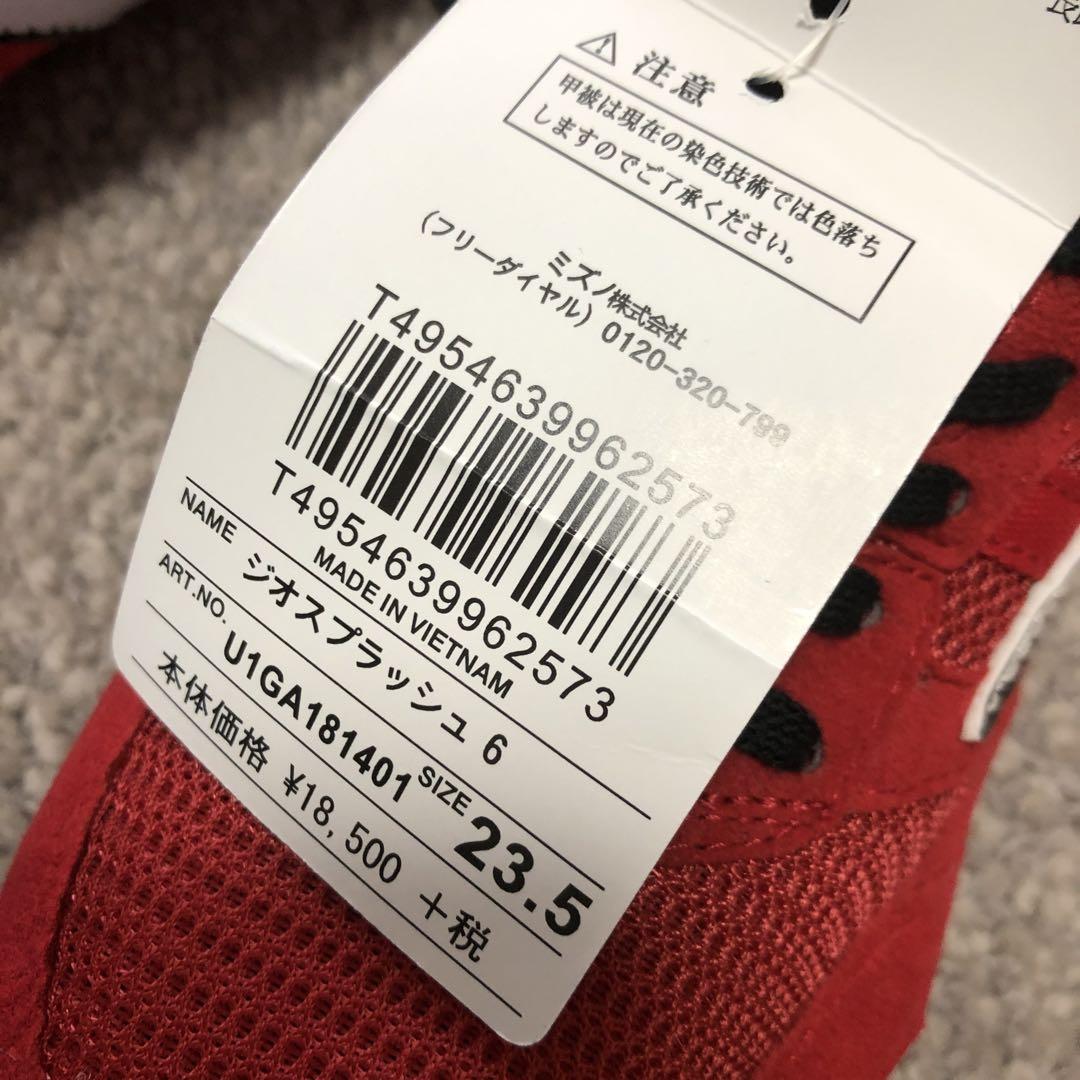 ⚠ 注意
甲被は現在の染色技術では色落ち
しますのでご了承ください。
ミズノ株式会社
(フリーダイヤル) 0120-320-799
T4954639962573
T4954639962573
MADE IN VIETNAM
NAME ジオスプラッシュ 6
ART.NO. U1GA181401 SIZE 23.5
本体価格 ¥18,500 +税